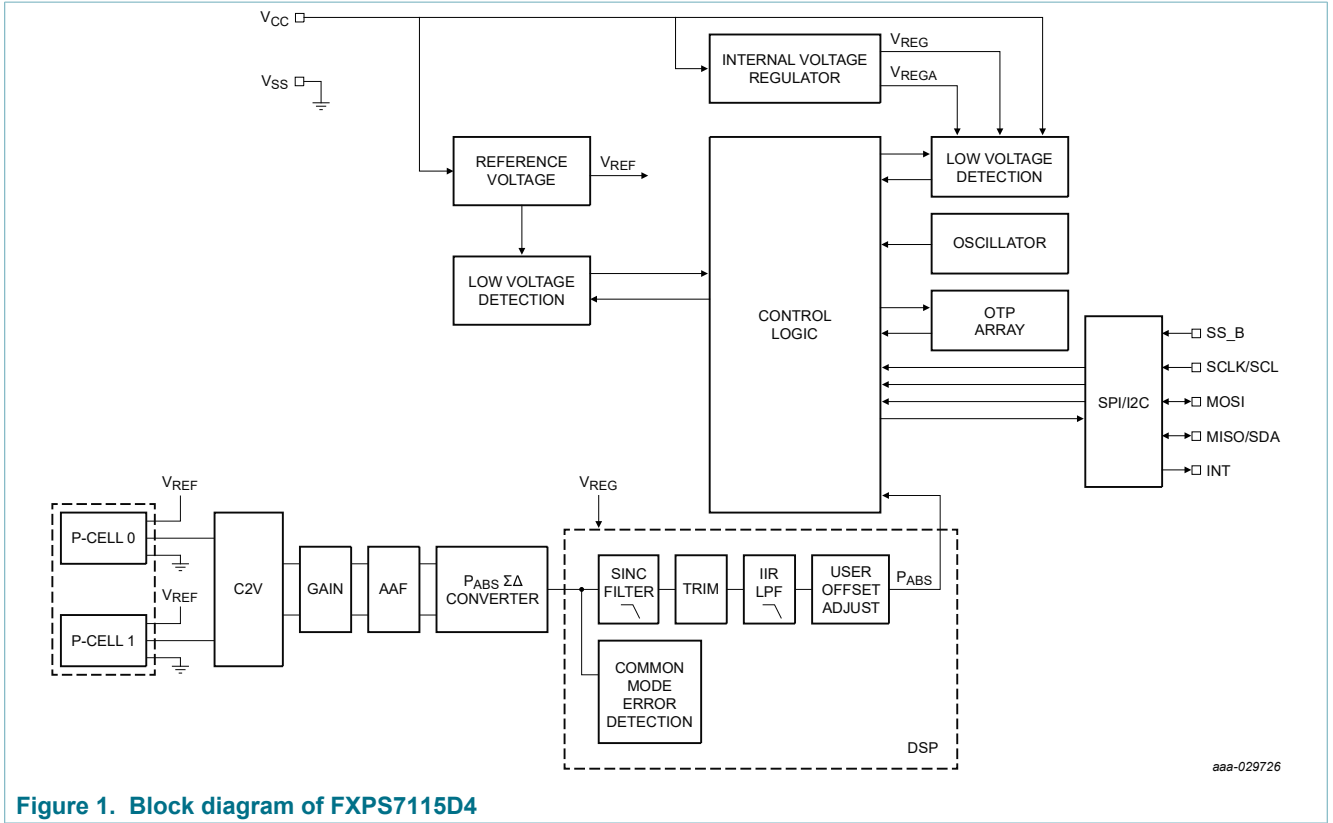 VCC
VSS
INTERNAL VOLTAGE
REGULATOR
VREG
VREGA
REFERENCE
VOLTAGE
VREF
LOW VOLTAGE
DETECTION
CONTROL
LOGIC
LOW VOLTAGE
DETECTION
OSCILLATOR
OTP
ARRAY
SPI/I2C
SS_B
SCLK/SCL
MOSI
MISO/SDA
INT
VREF
P-CELL 0
VREF
P-CELL 1
C2V
GAIN
AAF
PABS ΣΔ
CONVERTER
VREG
SINC
FILTER
TRIM
IIR
LPF
USER
OFFSET
ADJUST
PABS
COMMON
MODE
ERROR
DETECTION
DSP
aaa-029726
Figure 1. Block diagram of FXPS7115D4